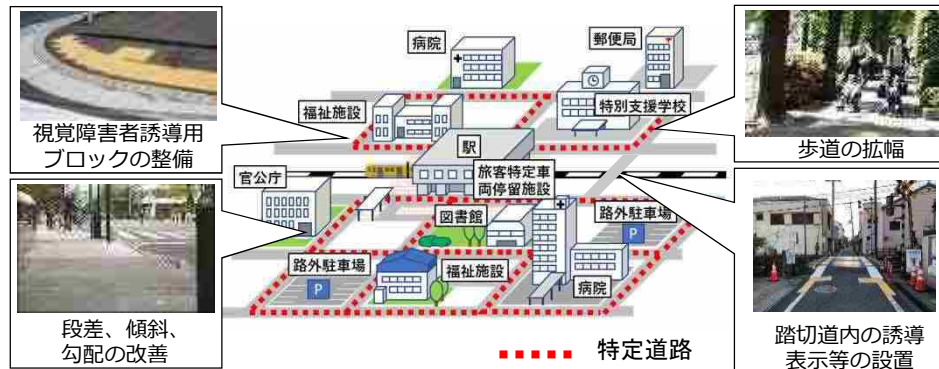 視覚障害者誘導用
ブロックの整備
段差、傾斜、
勾配の改善
病院
郵便局
福祉施設
特別支援学校
駅
旅客特定車
両停留施設
官公庁
図書館
路外駐車場
P
路外駐車場
P
福祉施設
病院
特定道路
歩道の拡幅
踏切道内の誘導
表示等の設置